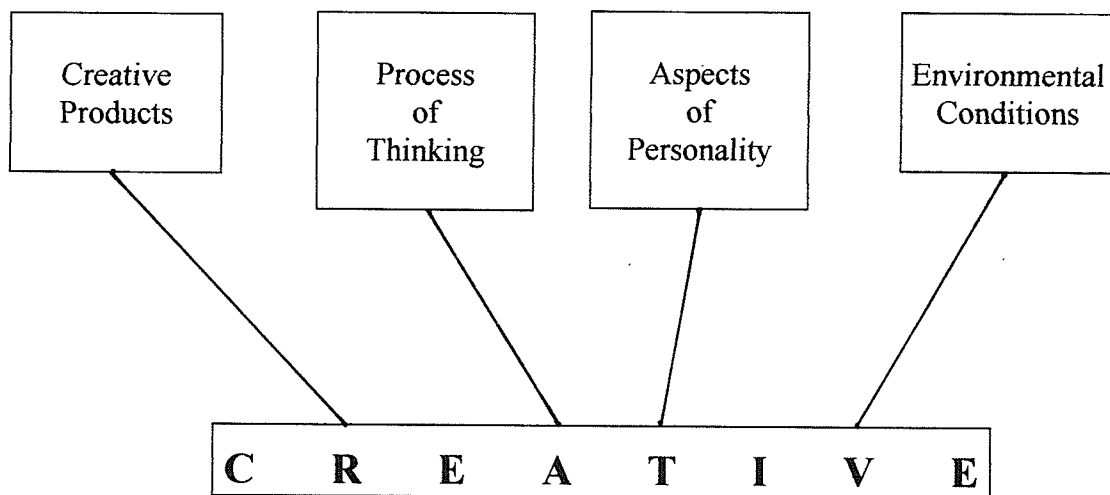 Creative
Products
Process
of
Thinking
Aspects
of
Personality
Environmental
Conditions
C R E A T I V E